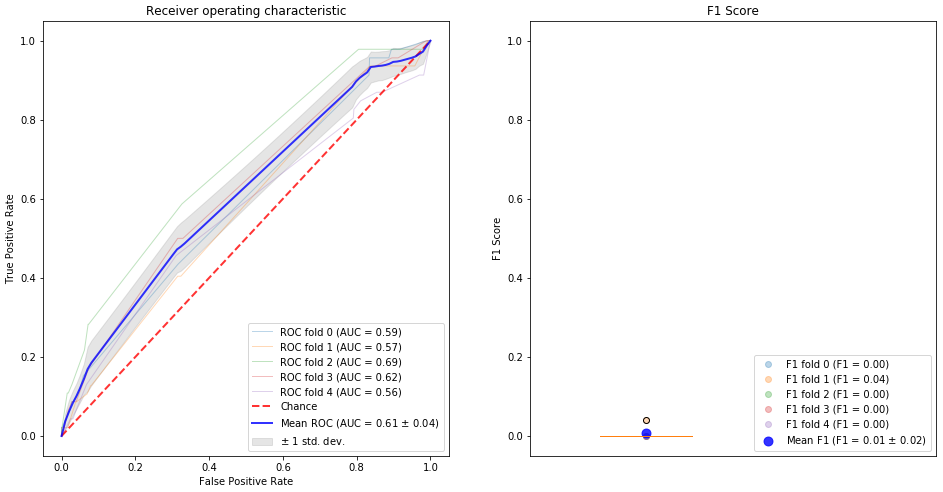 Receiver operating characteristic
True Positive Rate
1.0
0.8
0.6
0.4
0.2
0.0
0.0
0.2
0.4
0.6
0.8
1.0
False Positive Rate
ROC fold 0 (AUC = 0.59)
ROC fold 1 (AUC = 0.57)
ROC fold 2 (AUC = 0.69)
ROC fold 3 (AUC = 0.62)
ROC fold 4 (AUC = 0.56)
Chance
Mean ROC (AUC = 0.61 ± 0.04)
± 1 std. dev.
F1 Score
F1 Score
1.0
0.8
0.6
0.4
0.2
0.0
F1 fold 0 (F1 = 0.00)
F1 fold 1 (F1 = 0.04)
F1 fold 2 (F1 = 0.00)
F1 fold 3 (F1 = 0.00)
F1 fold 4 (F1 = 0.00)
Mean F1 (F1 = 0.01 ± 0.02)